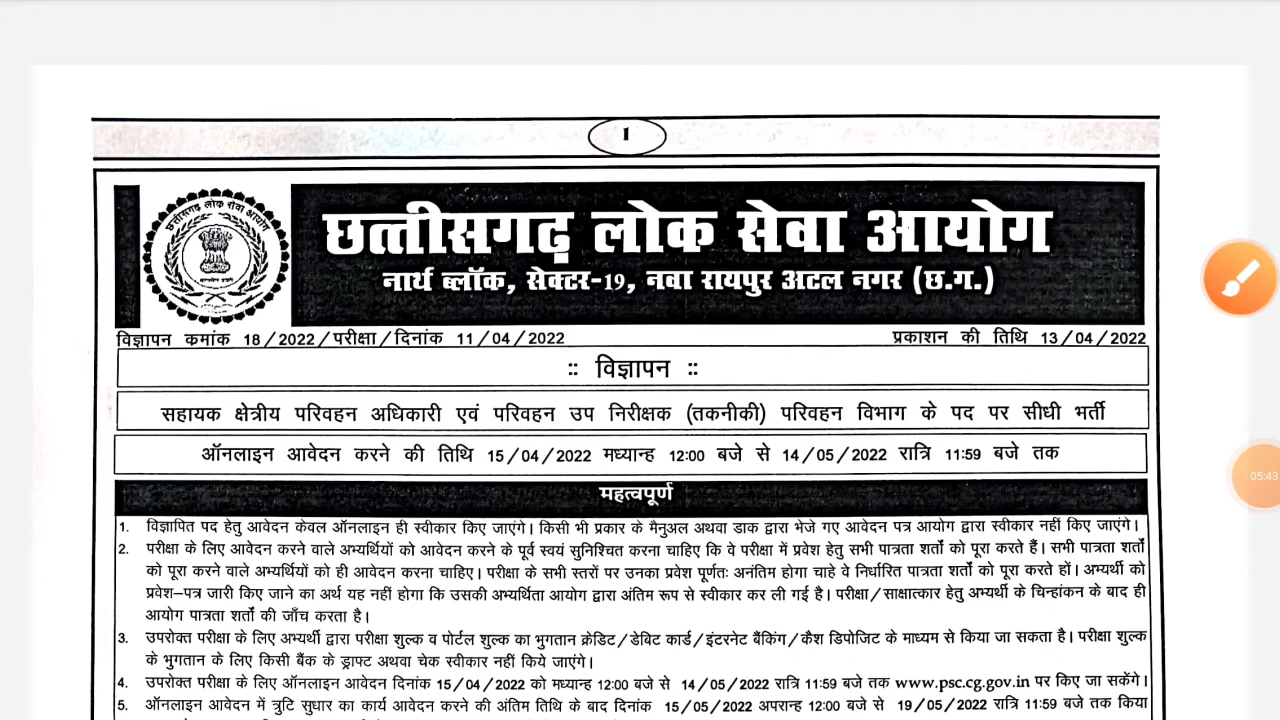 1
छत्तीसगढ़ लोक सेवा आयोग
छत्तीसगढ़ लोक सेवा आयोग
नार्थ ब्लॉक, सेक्टर-19, नवा रायपुर अटल नगर (छ.ग.)
विज्ञापन कमांक 18/2022/परीक्षा/दिनांक 11/04/2022 प्रकाशन की तिथि 13/04/2022
:: विज्ञापन ::
सहायक क्षेत्रीय परिवहन अधिकारी एवं परिवहन उप निरीक्षक (तकनीकी) परिवहन विभाग के पद पर सीधी भर्ती
ऑनलाइन आवेदन करने की तिथि 15/04/2022 मध्यान्ह 12:00 बजे से 14/05/2022 रात्रि 11:59 बजे तक
महत्वपूर्ण
1. विज्ञापित पद हेतु आवेदन केवल ऑनलाइन ही स्वीकार किए जाएंगे। किसी भी प्रकार के मैनुअल अथवा डाक द्वारा भेजे गए आवेदन पत्र आयोग द्वारा स्वीकार नहीं किए जाएंगे।
2. परीक्षा के लिए आवेदन करने वाले अभ्यर्थियों को आवेदन करने के पूर्व स्वयं सुनिश्चित करना चाहिए कि वे परीक्षा में प्रवेश हेतु सभी पात्रता शर्तों को पूरा करते हैं। सभी पात्रता शर्तों
को पूरा करने वाले अभ्यर्थियों को ही आवेदन करना चाहिए। परीक्षा के सभी स्तरों पर उनका प्रवेश पूर्णतः अनंतिम होगा चाहे वे निर्धारित पात्रता शर्तों को पूरा करते हों। अभ्यर्थी को
प्रवेश–पत्र जारी किए जाने का अर्थ यह नहीं होगा कि उसकी अभ्यर्थिता आयोग द्वारा अंतिम रूप से स्वीकार कर ली गई है। परीक्षा/साक्षात्कार हेतु अभ्यर्थी के चिन्हांकन के बाद ही
आयोग पात्रता शर्तों की जाँच करता है।
3. उपरोक्त परीक्षा के लिए अभ्यर्थी द्वारा परीक्षा शुल्क व पोर्टल शुल्क का भुगतान क्रेडिट/डेबिट कार्ड/इंटरनेट बैंकिंग/कैश डिपोजिट के माध्यम से किया जा सकता है। परीक्षा शुल्क
के भुगतान के लिए किसी बैंक के ड्राफ्ट अथवा चेक स्वीकार नहीं किये जाएंगे।
4. उपरोक्त परीक्षा के लिए ऑनलाइन आवेदन दिनांक 15/04/2022 को मध्यान्ह 12:00 बजे से 14/05/2022 रात्रि 11:59 बजे तक www.psc.cg.gov.in पर किए जा सकेंगे।
5. ऑनलाइन आवेदन में त्रुटि सुधार का कार्य आवेदन करने की अंतिम तिथि के बाद दिनांक 15/05/2022 अपरान्ह 12:00 बजे से 19/05/2022 रात्रि 11:59 बजे तक किया
05:43